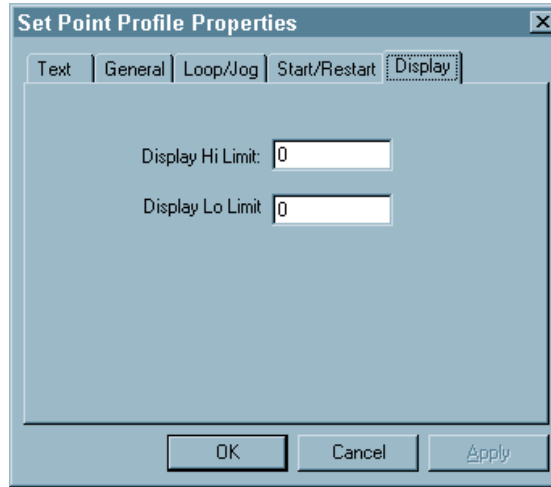 Set Point Profile Properties
Text General Loop/Jog Start/Restart Display
Display Hi Limit: 0
Display Lo Limit 0
OK Cancel Apply